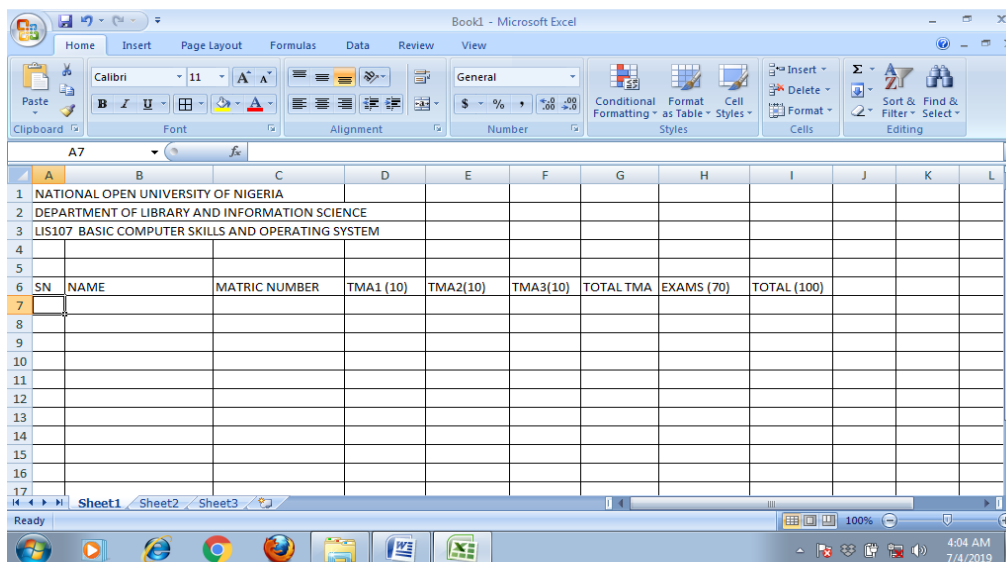 Book1 - Microsoft Excel
Home Insert Page Layout Formulas Data Review View
Calibri 11 A A General Insert Σ
Paste B I U A $ % , .0 .00 .00 .0 Conditional Formatting Format as Table Cell Styles Delete Format Sort & Filter Find & Select
Clipboard Font Alignment Number Styles Cells Editing
A7 fx
A B C D E F G H I J K L
1 NATIONAL OPEN UNIVERSITY OF NIGERIA
2 DEPARTMENT OF LIBRARY AND INFORMATION SCIENCE
3 LIS107 BASIC COMPUTER SKILLS AND OPERATING SYSTEM
4
5
6 SN NAME MATRIC NUMBER TMA1 (10) TMA2(10) TMA3(10) TOTAL TMA EXAMS (70) TOTAL (100)
7
8
9
10
11
12
13
14
15
16
17
Sheet1 Sheet2 Sheet3
Ready 100%
4:04 AM
7/4/2019